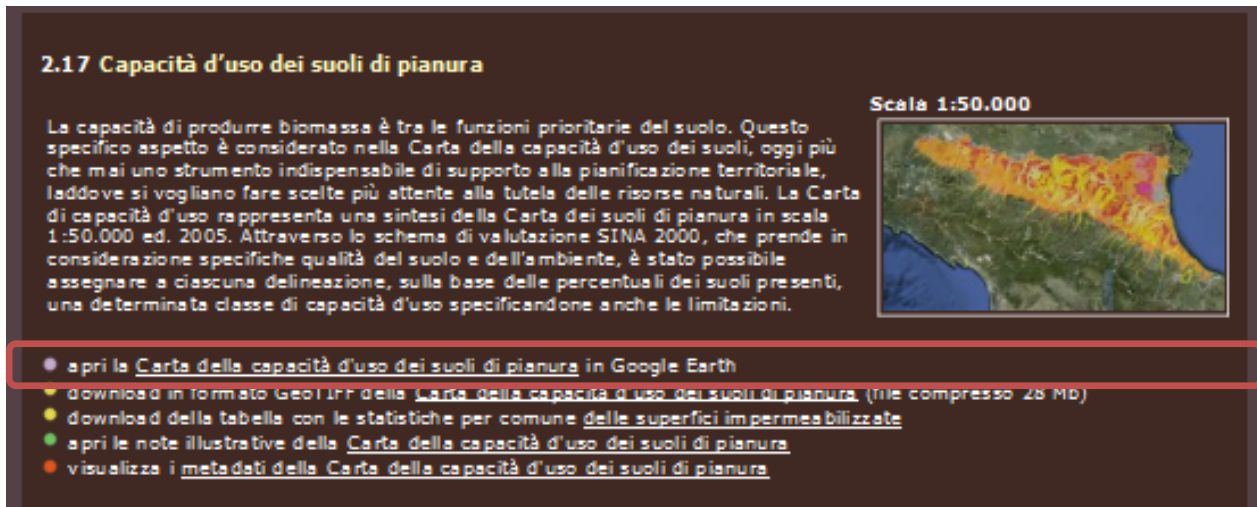 2.17 Capacità d'uso dei suoli di pianura
Scala 1:50.000
La capacità di produrre biomassa è tra le funzioni prioritarie del suolo. Questo
specifico aspetto è considerato nella Carta della capacità d'uso dei suoli, oggi più
che mai uno strumento indispensabile di supporto alla pianificazione territoriale,
laddove si vogliano fare scelte più attente alla tutela delle risorse naturali. La Carta
di capacità d'uso rappresenta una sintesi della Carta dei suoli di pianura in scala
1:50.000 ed. 2005. Attraverso lo schema di valutazione SINA 2000, che prende in
considerazione specifiche qualità del suolo e dell'ambiente, è stato possibile
assegnare a ciascuna delineazione, sulla base delle percentuali dei suoli presenti,
una determinata classe di capacità d'uso specificandone anche le limitazioni.
apri la Carta della capacità d'uso dei suoli di pianura in Google Earth
download in formato GeoTIFF della Carta della capacità d'uso dei suoli di pianura (file compresso 28 Mb)
download della tabella con le statistiche per comune delle superfici impermeabilizzate
apri le note illustrative della Carta della capacità d'uso dei suoli di pianura
visualizza i metadati della Carta della capacità d'uso dei suoli di pianura